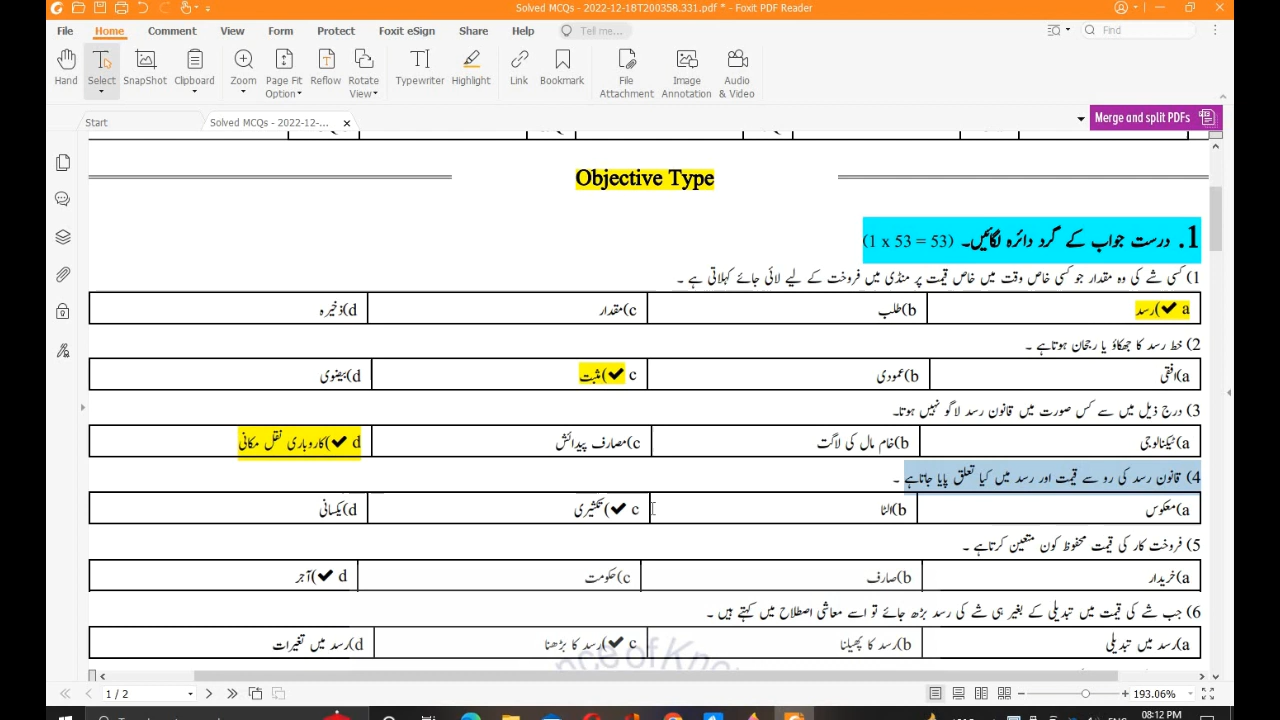 Solved MCQs - 2022-12-18T200358.331.pdf * - Foxit PDF Reader
File Home Comment View Form Protect Foxit eSign Share Help Tell me... Find
Hand Select SnapShot Clipboard Zoom Page Fit Option Reflow Rotate View Typewriter Highlight Link Bookmark File Attachment Image Annotation Audio & Video
Start Solved MCQs - 2022-12-... Merge and split PDFs
Objective Type
1. درست جواب کے گرد دائرہ لگائیں۔ (1 x 53 = 53)
1) کسی شے کی وہ مقدار جو کسی خاص وقت میں خاص قیمت پر منڈی میں فروخت کے لیے لائی جائے کہلاتی ہے ۔
a ✔)رسد b)طلب c)مقدار d)ذخیرہ
2) خط رسد کا جھکاؤ یا رجحان ہوتاہے ۔
a)افقی b)عمودی c ✔)مثبت d)بیضوی
3) درج ذیل میں سے کس صورت میں قانون رسد لاگو نہیں ہوتا۔
a)ٹیکنالوجی b)خام مال کی لاگت c)مصارف پیدائش d ✔)کاروباری نقل مکانی
4) قانون رسد کی رو سے قیمت اور رسد میں کیا تعلق پایا جاتاہے ۔
a)معکوس b)الٹا c ✔)تکثیری d)یکسانی
5) فروخت کار کی قیمت محفوظ کون متعین کرتاہے ۔
a)خریدار b)صارف c)حکومت d ✔)آجر
6) جب شے کی قیمت میں تبدیلی کے بغیر ہی شے کی رسد بڑھ جائے تو اسے معاشی اصطلاح میں کہتے ہیں ۔
a)رسد میں تبدیلی b)رسد کا پھیلنا c ✔)رسد کا بڑھنا d)رسد میں تغیرات
1 / 2 193.06%
08:12 PM